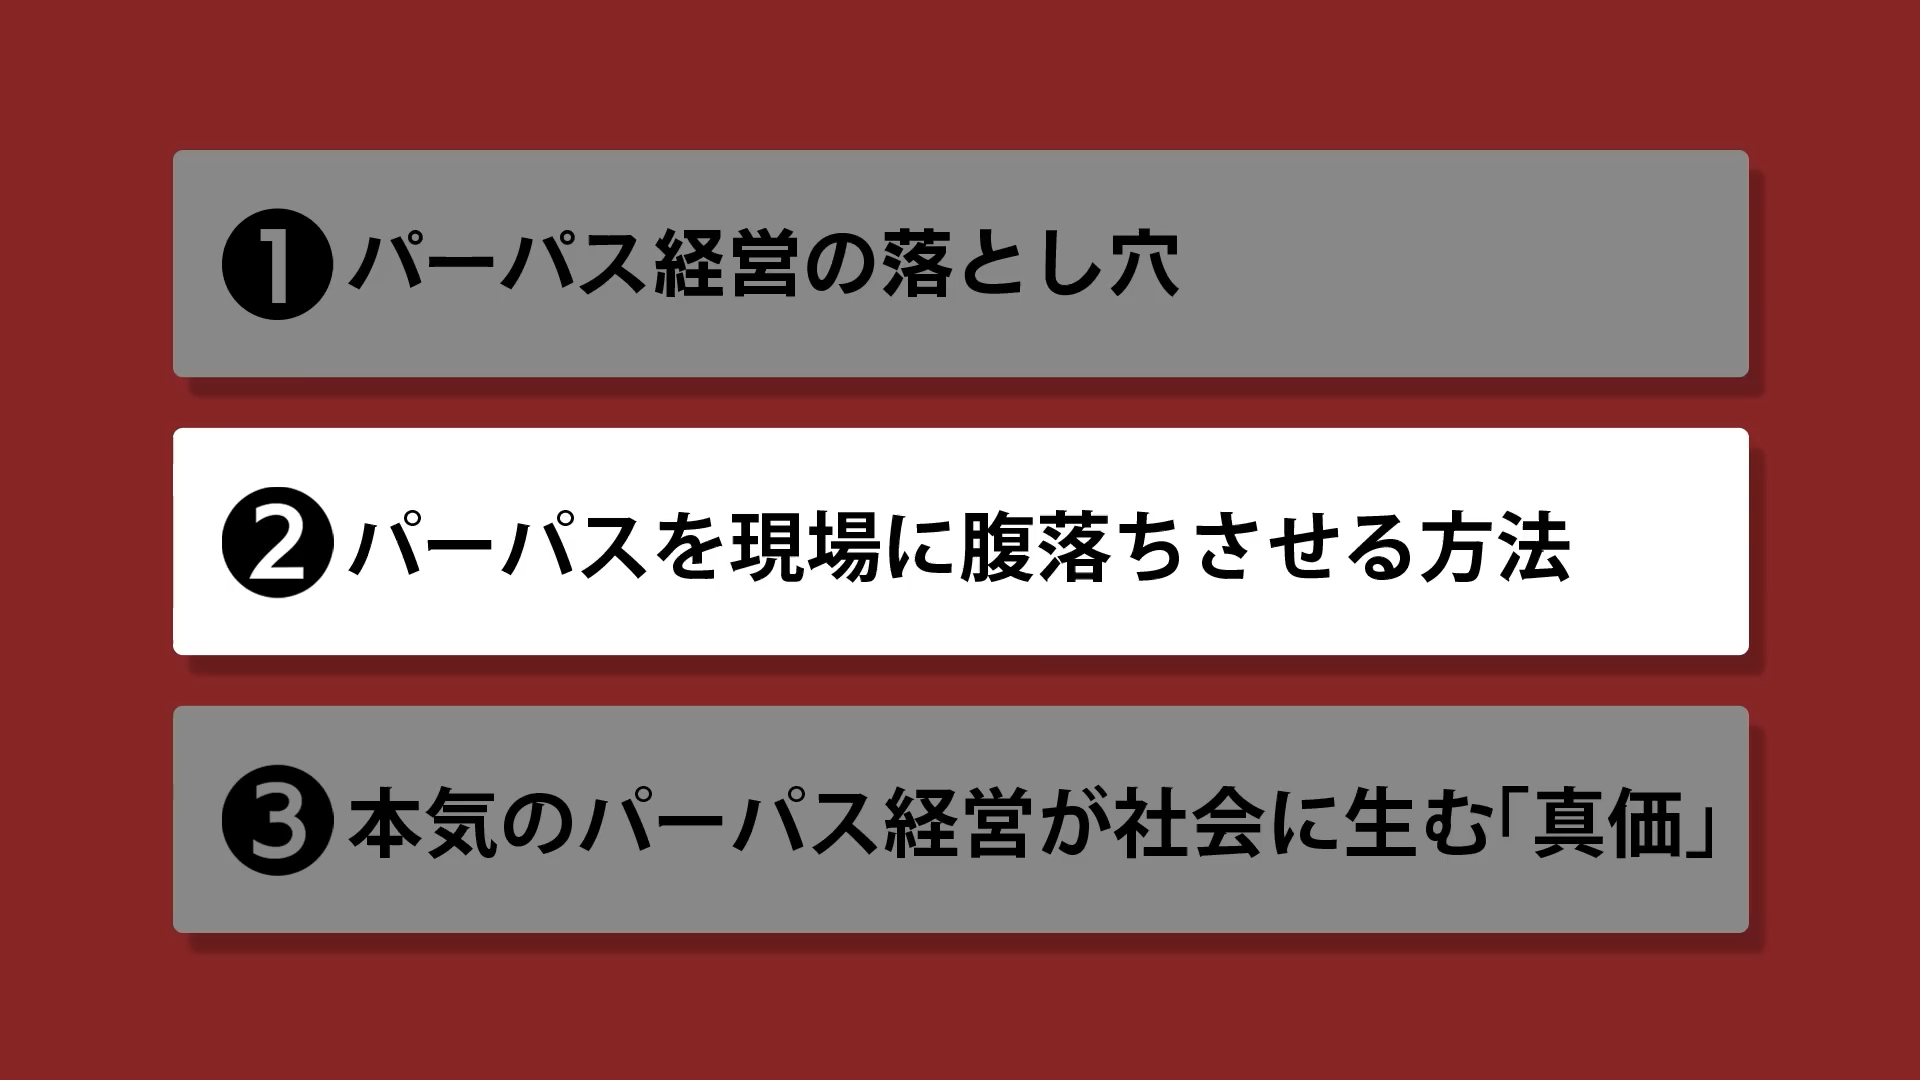 ❶パーパス経営の落とし穴
❷パーパスを現場に腹落ちさせる方法
❸本気のパーパス経営が社会に生む「真価」